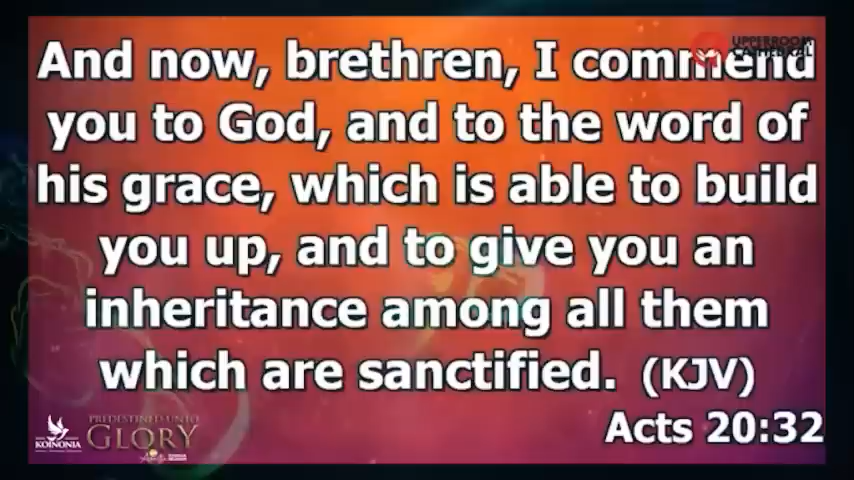 UPPERROOM
CATHEDRAL
And now, brethren, I commend
you to God, and to the word of
his grace, which is able to build
you up, and to give you an
inheritance among all them
which are sanctified. (KJV)
Acts 20:32
KOINONIA
PREDESTINED UNTO
GLORY